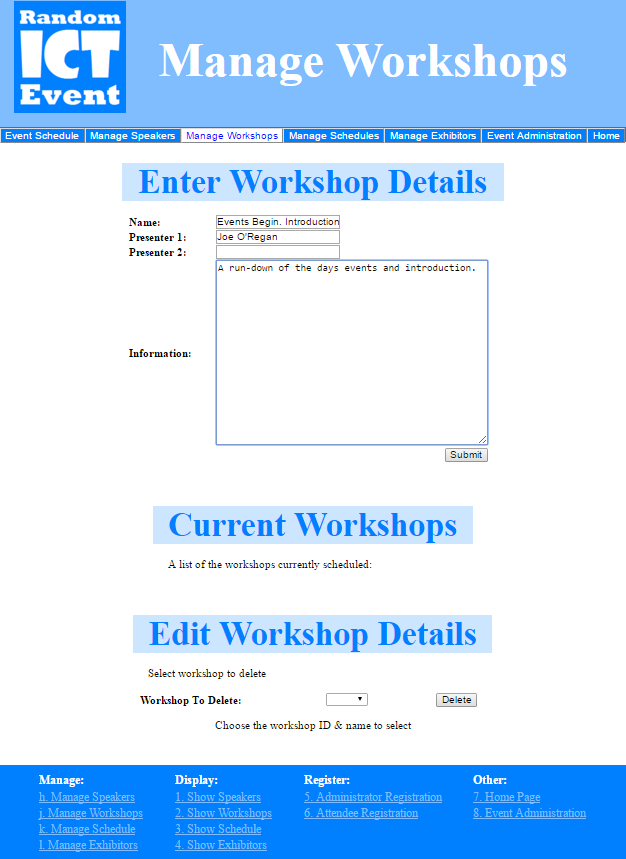 Random
ICT
Event
Manage Workshops
Event Schedule Manage Speakers Manage Workshops Manage Schedules Manage Exhibitors Event Administration Home
Enter Workshop Details
Name: Events Begin. Introduction
Presenter 1: Joe O'Regan
Presenter 2:
A run-down of the days events and introduction.
Information:
Submit
Current Workshops
A list of the workshops currently scheduled:
Edit Workshop Details
Select workshop to delete
Workshop To Delete: Delete
Choose the workshop ID & name to select
Manage: Display: Register: Other:
h. Manage Speakers 1. Show Speakers 5. Administrator Registration 7. Home Page
j. Manage Workshops 2. Show Workshops 6. Attendee Registration 8. Event Administration
k. Manage Schedule 3. Show Schedule
l. Manage Exhibitors 4. Show Exhibitors